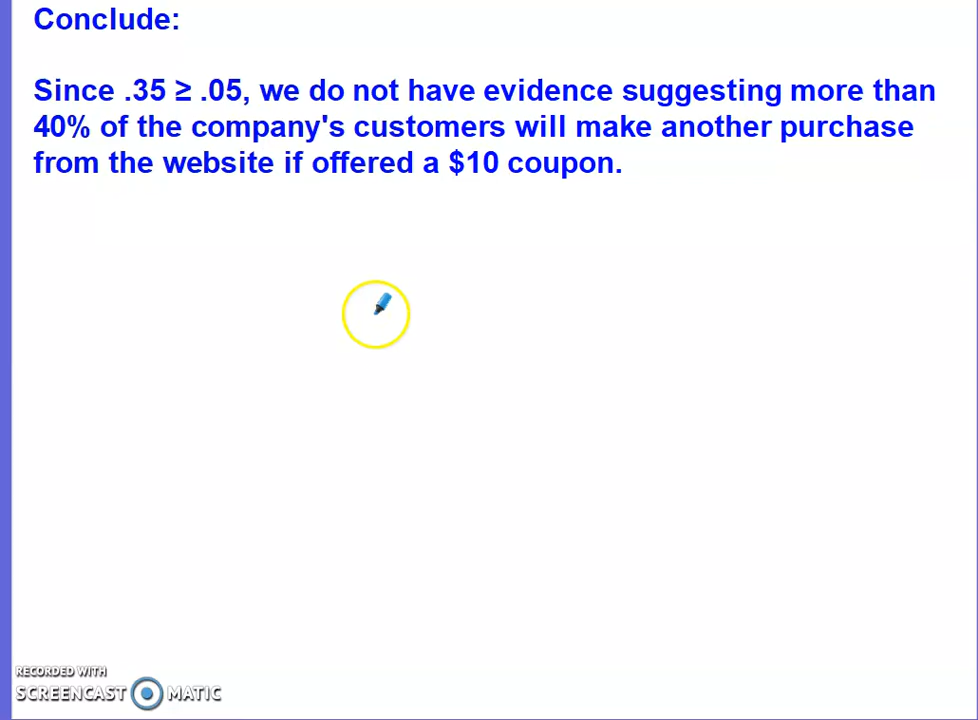 Conclude:
Since .35 ≥ .05, we do not have evidence suggesting more than
40% of the company's customers will make another purchase
from the website if offered a $10 coupon.
RECORDED WITH
SCREENCAST MATIC